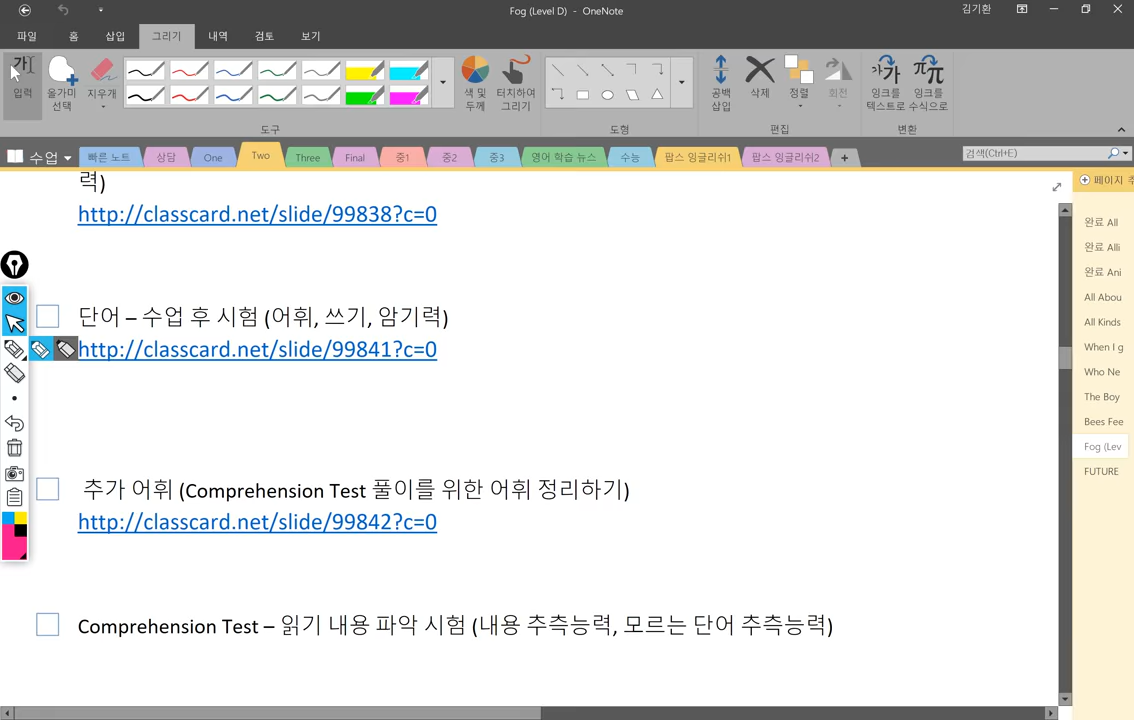 Fog (Level D) - OneNote
김기환
파일 홈 삽입 그리기 내역 검토 보기
가
입력
올가미 선택
지우개
색 및 두께
터치하여 그리기
공백 삽입
삭제
정렬
회전
잉크를 텍스트로
잉크를 수식으로
도구
도형
편집
변환
수업 빠른 노트 상담 One Two Three Final 중1 중2 중3 영어 학습 뉴스 수능 팝스 잉글리쉬1 팝스 잉글리쉬2 +
검색(Ctrl+E)
페이지 추
력)
http://classcard.net/slide/99838?c=0
단어 – 수업 후 시험 (어휘, 쓰기, 암기력)
http://classcard.net/slide/99841?c=0
추가 어휘 (Comprehension Test 풀이를 위한 어휘 정리하기)
http://classcard.net/slide/99842?c=0
Comprehension Test – 읽기 내용 파악 시험 (내용 추측능력, 모르는 단어 추측능력)
완료 All
완료 Alli
완료 Ani
All Abou
All Kinds
When I g
Who Ne
The Boy
Bees Fee
Fog (Lev
FUTURE